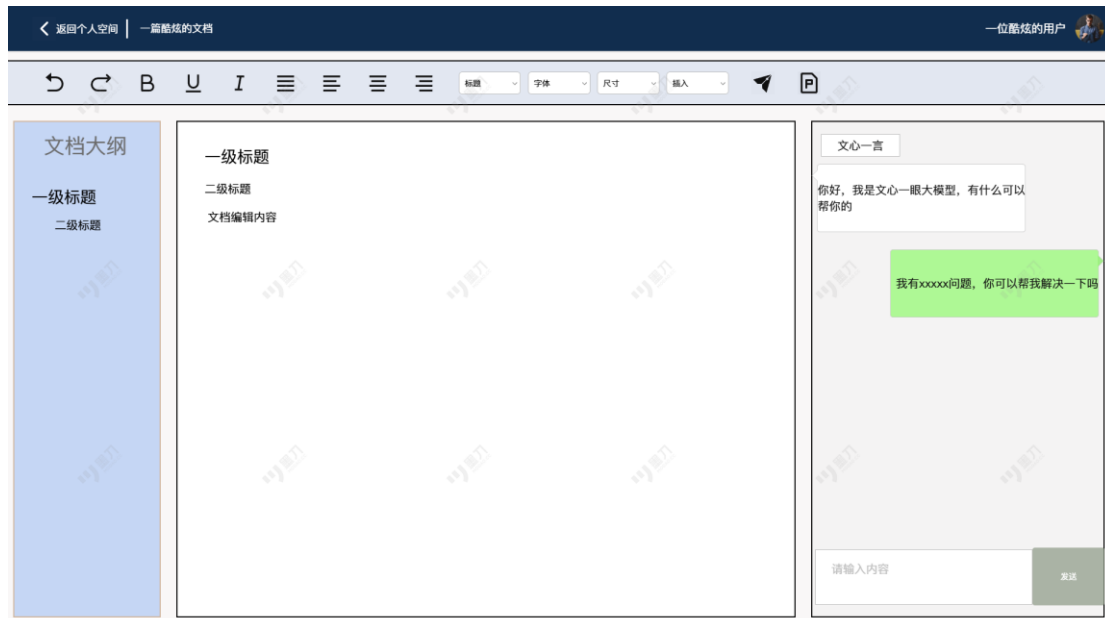 返回个人空间 一篇酷炫的文档
一位酷炫的用户
B U I 标题 字体 尺寸 插入 P
文档大纲
一级标题
二级标题
一级标题
二级标题
文档编辑内容
文心一言
你好，我是文心一眼大模型，有什么可以
帮你的
我有xxxxx问题，你可以帮我解决一下吗
请输入内容
发送